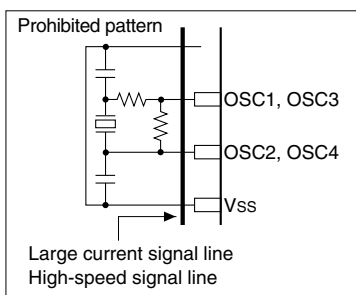 Prohibited pattern
OSC1, OSC3
OSC2, OSC4
Vss
Large current signal line
High-speed signal line